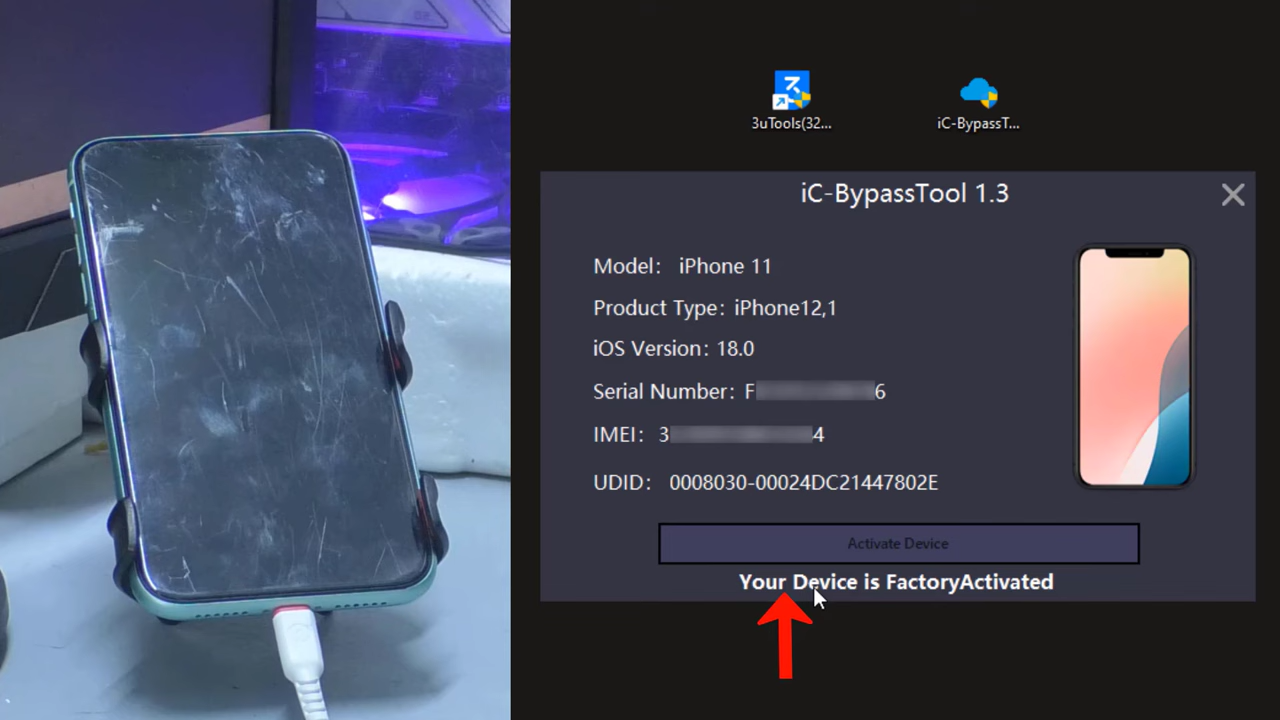 3uTools(32...
iC-BypassT...
iC-BypassTool 1.3
Model: iPhone 11
Product Type: iPhone12,1
iOS Version: 18.0
Serial Number: F 6
IMEI: 3 4
UDID: 0008030-00024DC21447802E
Activate Device
Your Device is FactoryActivated